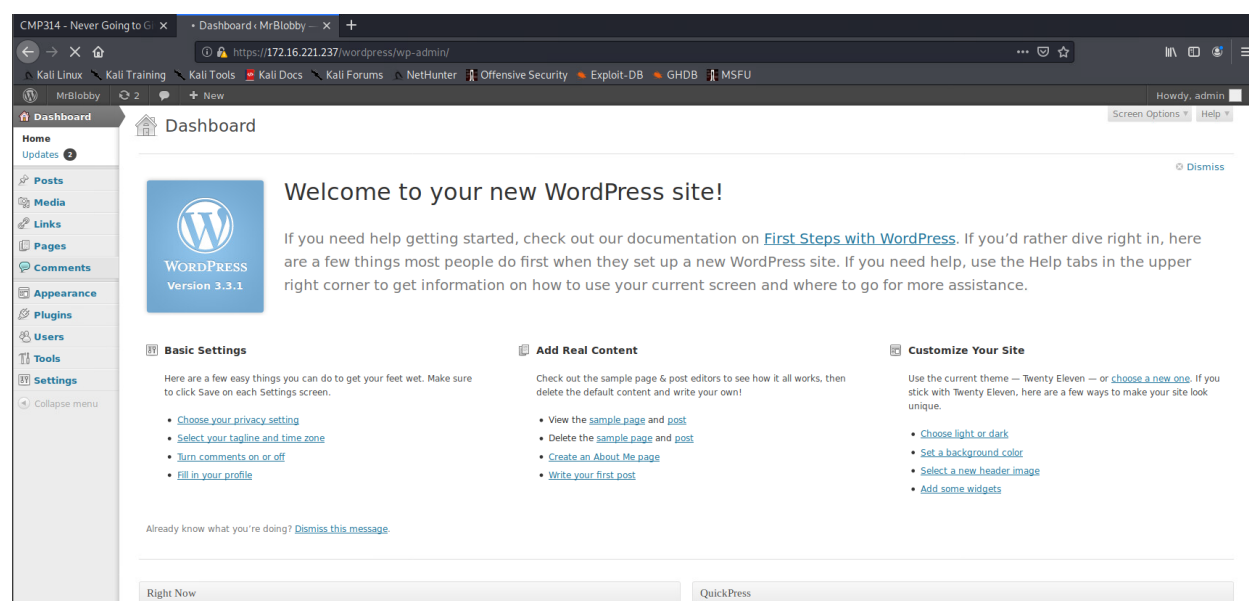 CMP314 - Never Going to Gi
• Dashboard ‹ MrBlobby —
https://172.16.221.237/wordpress/wp-admin/
Kali Linux Kali Training Kali Tools Kali Docs Kali Forums NetHunter Offensive Security Exploit-DB GHDB MSFU
MrBlobby 2 + New Howdy, admin
Dashboard
Home
Updates 2
Posts
Media
Links
Pages
Comments
Appearance
Plugins
Users
Tools
Settings
Collapse menu
Screen Options Help
Dashboard
Dismiss
WORDPRESS
Version 3.3.1
Welcome to your new WordPress site!
If you need help getting started, check out our documentation on First Steps with WordPress. If you’d rather dive right in, here
are a few things most people do first when they set up a new WordPress site. If you need help, use the Help tabs in the upper
right corner to get information on how to use your current screen and where to go for more assistance.
Basic Settings
Here are a few easy things you can do to get your feet wet. Make sure
to click Save on each Settings screen.
• Choose your privacy setting
• Select your tagline and time zone
• Turn comments on or off
• Fill in your profile
Add Real Content
Check out the sample page & post editors to see how it all works, then
delete the default content and write your own!
• View the sample page and post
• Delete the sample page and post
• Create an About Me page
• Write your first post
Customize Your Site
Use the current theme — Twenty Eleven — or choose a new one. If you
stick with Twenty Eleven, here are a few ways to make your site look
unique.
• Choose light or dark
• Set a background color
• Select a new header image
• Add some widgets
Already know what you’re doing? Dismiss this message.
Right Now
QuickPress